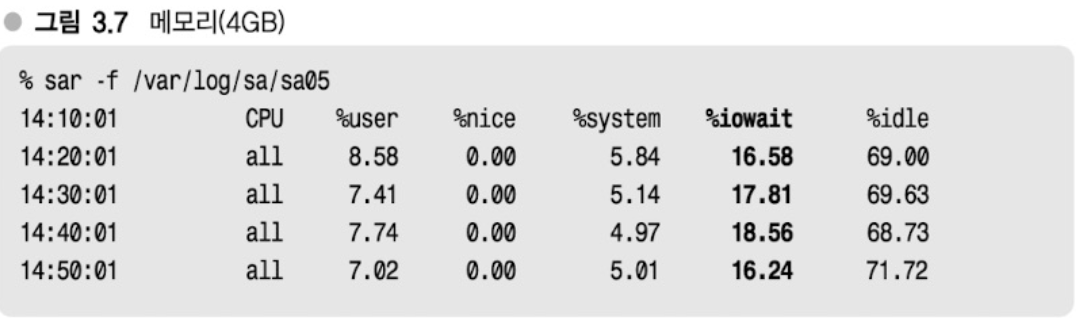 ● 그림 3.7 메모리(4GB)
% sar -f /var/log/sa/sa05
14:10:01 CPU %user %nice %system %iowait %idle
14:20:01 all 8.58 0.00 5.84 16.58 69.00
14:30:01 all 7.41 0.00 5.14 17.81 69.63
14:40:01 all 7.74 0.00 4.97 18.56 68.73
14:50:01 all 7.02 0.00 5.01 16.24 71.72